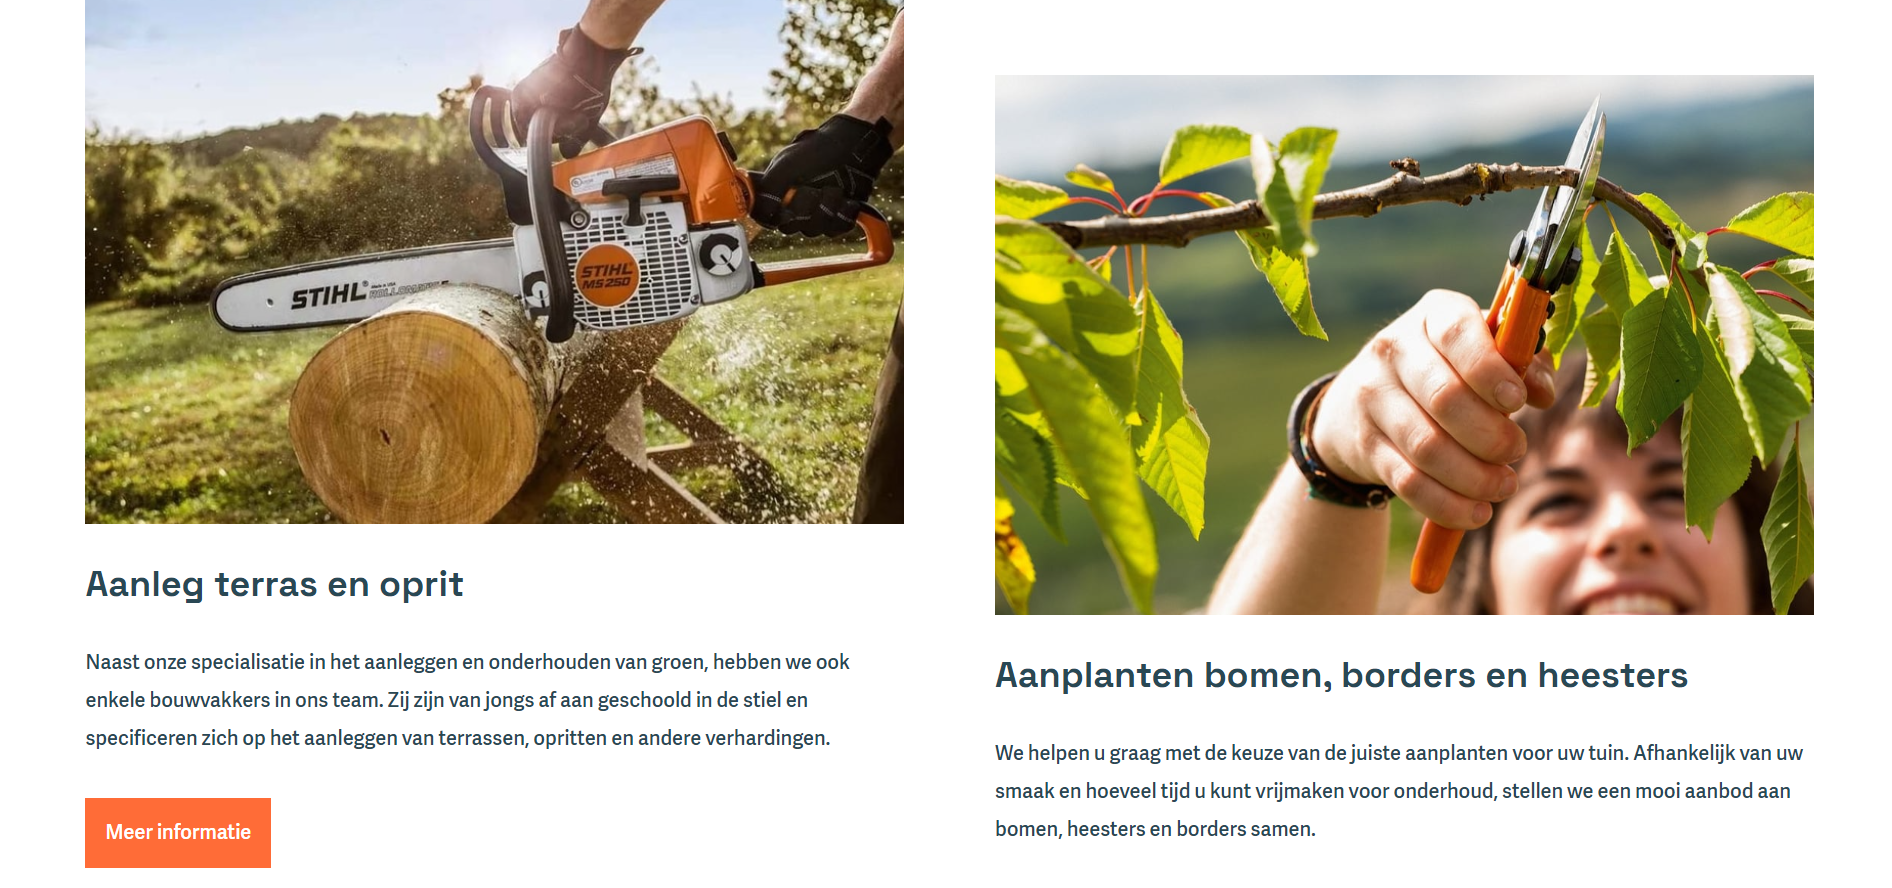 STIHL
STIHL
MS 250
Aanleg terras en oprit
Naast onze specialisatie in het aanleggen en onderhouden van groen, hebben we ook
enkele bouwvakkers in ons team. Zij zijn van jongs af aan geschoold in de stiel en
specificeren zich op het aanleggen van terrassen, opritten en andere verhardingen.
Meer informatie
Aanplanten bomen, borders en heesters
We helpen u graag met de keuze van de juiste aanplanten voor uw tuin. Afhankelijk van uw
smaak en hoeveel tijd u kunt vrijmaken voor onderhoud, stellen we een mooi aanbod aan
bomen, heesters en borders samen.